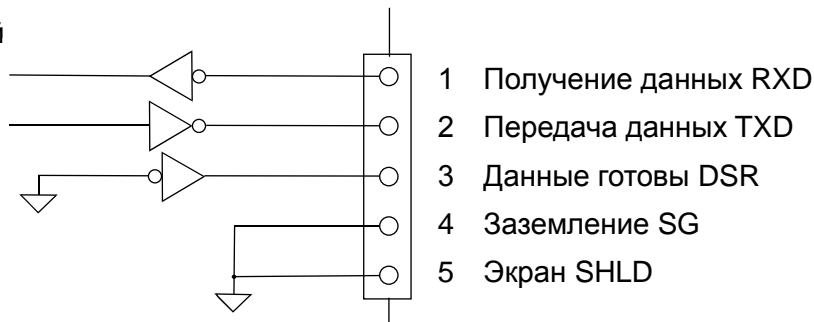 1 Получение данных RXD
2 Передача данных TXD
3 Данные готовы DSR
4 Заземление SG
5 Экран SHLD